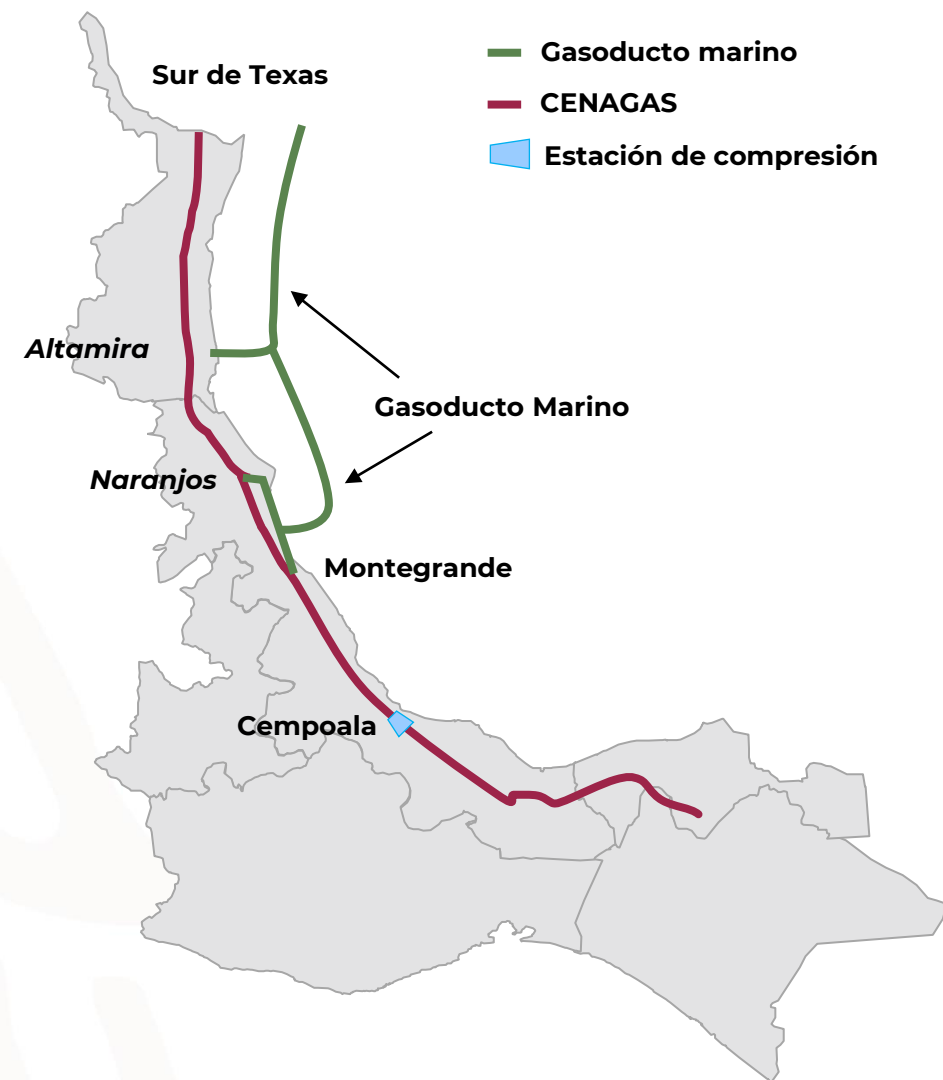 Gasoducto marino
Sur de Texas
CENAGAS
Estación de compresión
Altamira
Gasoducto Marino
Naranjos
Montegrande
Cempoala